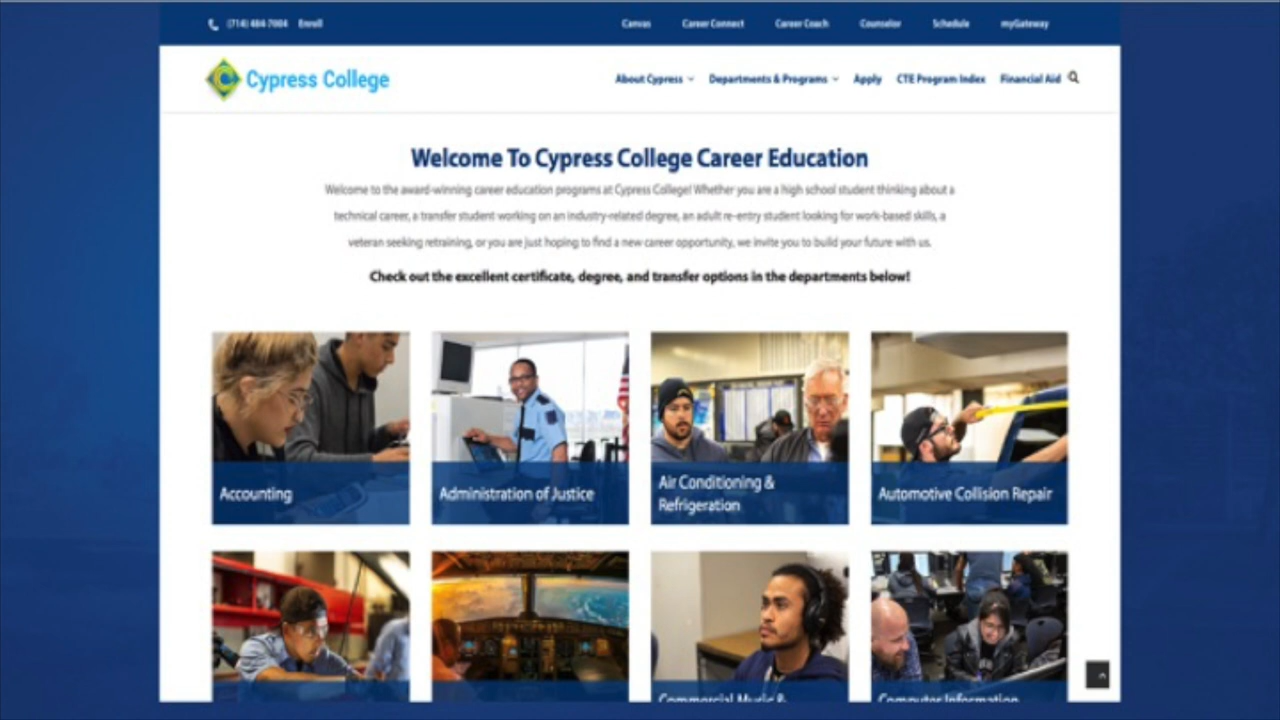 (714) 484-7004 Enroll
Canvas Career Connect Career Coach Counselor Schedule myGateway
Cypress College
About Cypress Departments & Programs Apply CTE Program Index Financial Aid
Welcome To Cypress College Career Education
Welcome to the award-winning career education programs at Cypress College! Whether you are a high school student thinking about a
technical career, a transfer student working on an industry-related degree, an adult re-entry student looking for work-based skills, a
veteran seeking retraining, or you are just hoping to find a new career opportunity, we invite you to build your future with us.
Check out the excellent certificate, degree, and transfer options in the departments below!
Accounting
Administration of Justice
Air Conditioning &
Refrigeration
Automotive Collision Repair
Commercial Music &
Computer Information